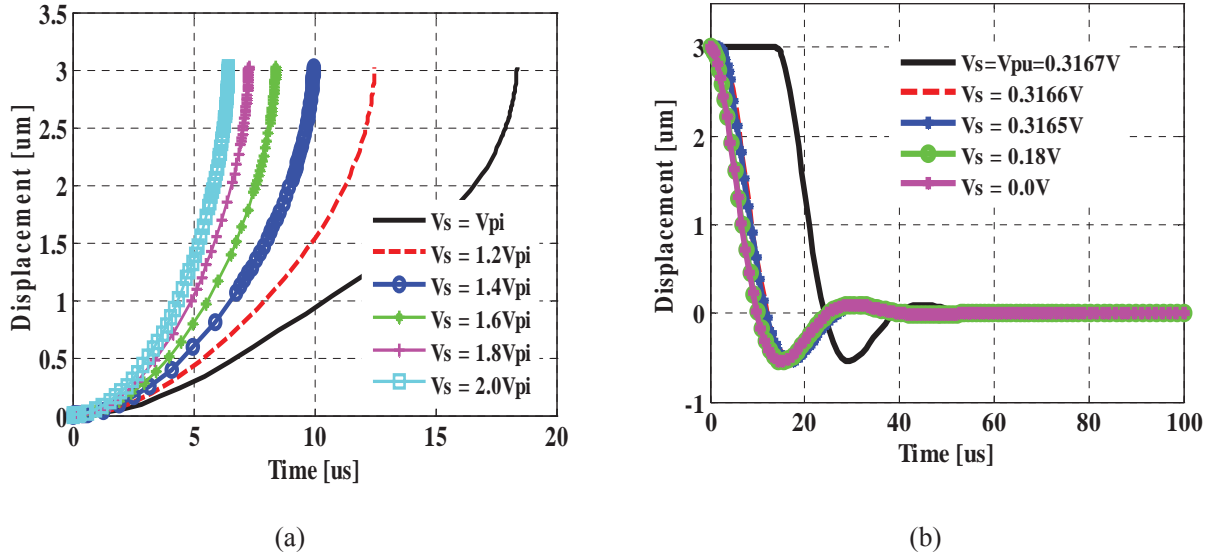 Displacement [um]
3.5
3
2.5
2
1.5
1
0.5
0
0
5
10
15
20
Time [us]
Vs = Vpi
Vs = 1.2Vpi
Vs = 1.4Vpi
Vs = 1.6Vpi
Vs = 1.8Vpi
Vs = 2.0Vpi
(a)
Displacement [um]
3
2
1
0
-1
0
20
40
60
80
100
Time [us]
Vs=Vpu=0.3167V
Vs = 0.3166V
Vs = 0.3165V
Vs = 0.18V
Vs = 0.0V
(b)